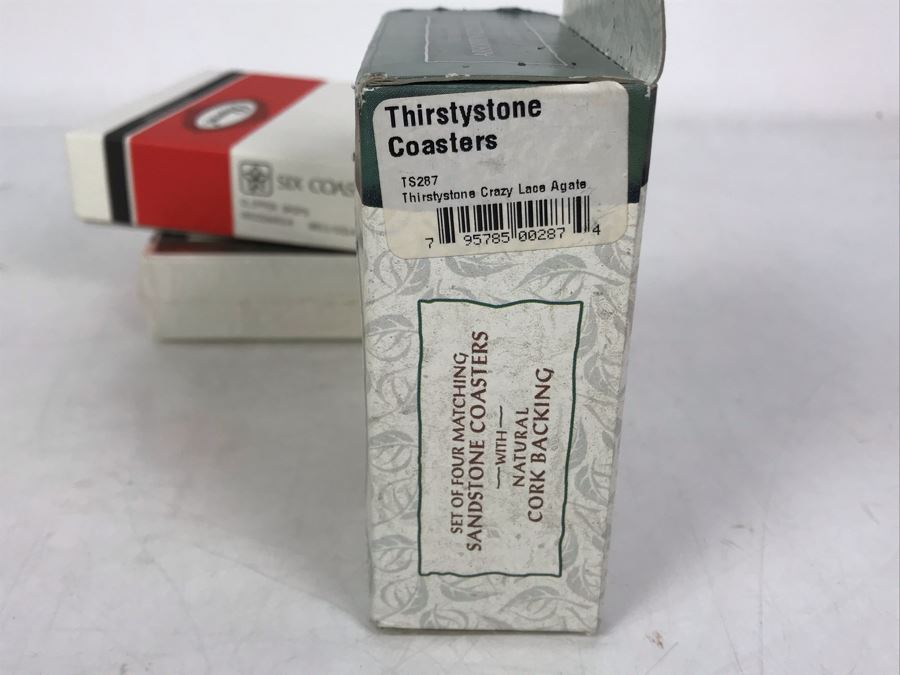 Thirstystone
Coasters
TS287
Thirstystone Crazy Lace Agate
7 95785 00287 4
SET OF FOUR MATCHING
SANDSTONE COASTERS
— WITH —
NATURAL
CORK BACKING
SIX COAS